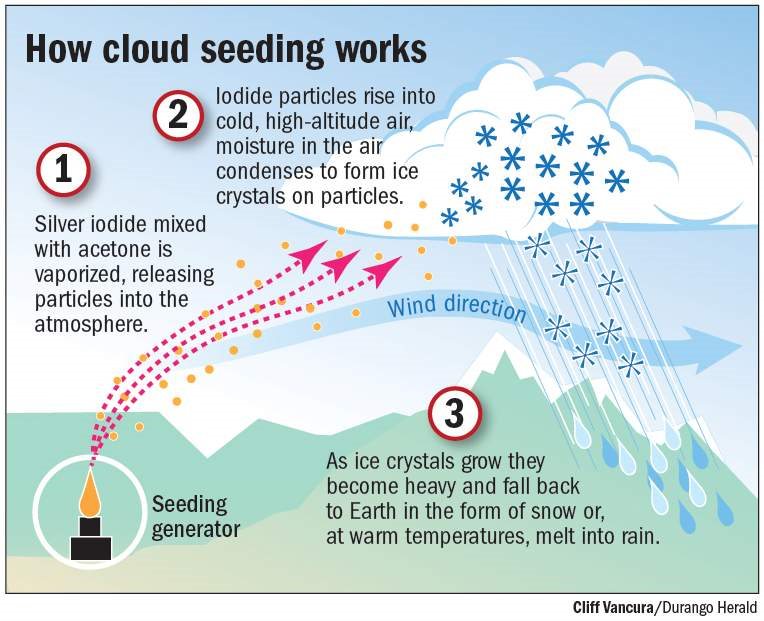 How cloud seeding works
1
Silver iodide mixed
with acetone is
vaporized, releasing
particles into the
atmosphere.
2
Iodide particles rise into
cold, high-altitude air,
moisture in the air
condenses to form ice
crystals on particles.
Wind direction
3
As ice crystals grow they
become heavy and fall back
to Earth in the form of snow or,
at warm temperatures, melt into rain.
Seeding
generator
Cliff Vancura/Durango Herald